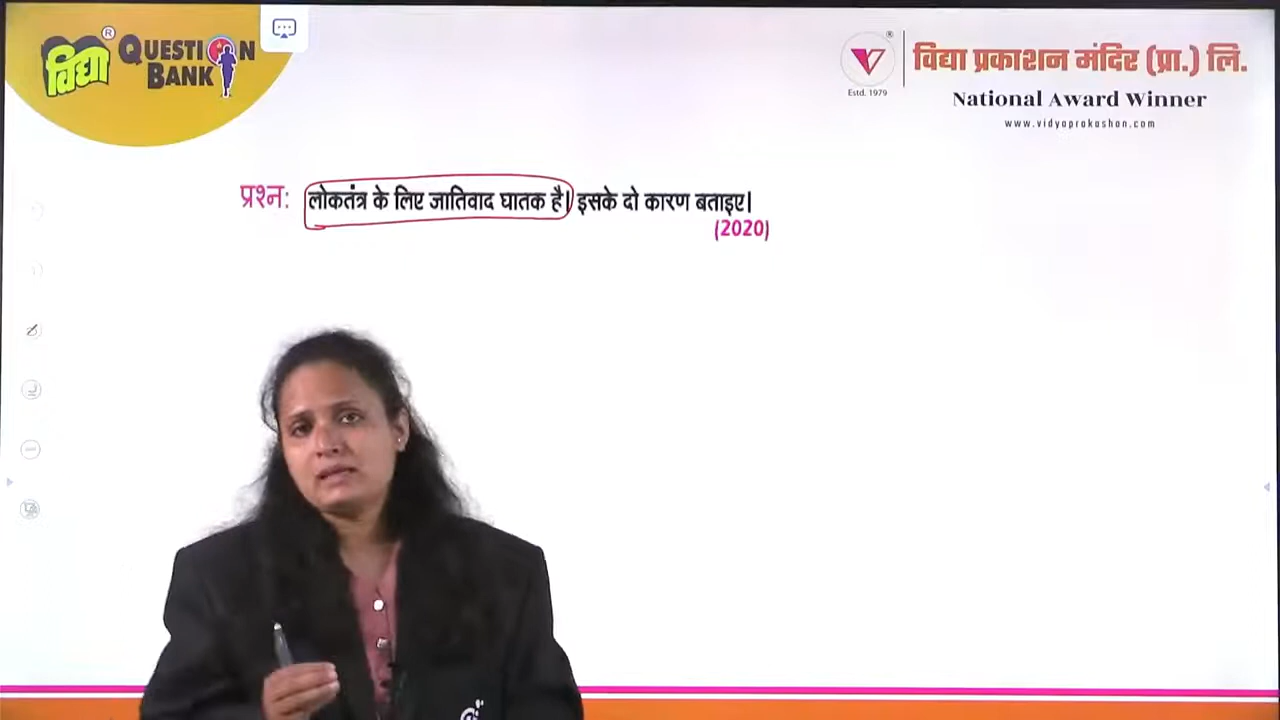 विद्या
®
QUESTION
BANK
®
V
Estd. 1979
विद्या प्रकाशन मंदिर (प्रा.) लि.
National Award Winner
www.vidyaprakashan.com
प्रश्न: लोकतंत्र के लिए जातिवाद घातक है। इसके दो कारण बताइए।
(2020)